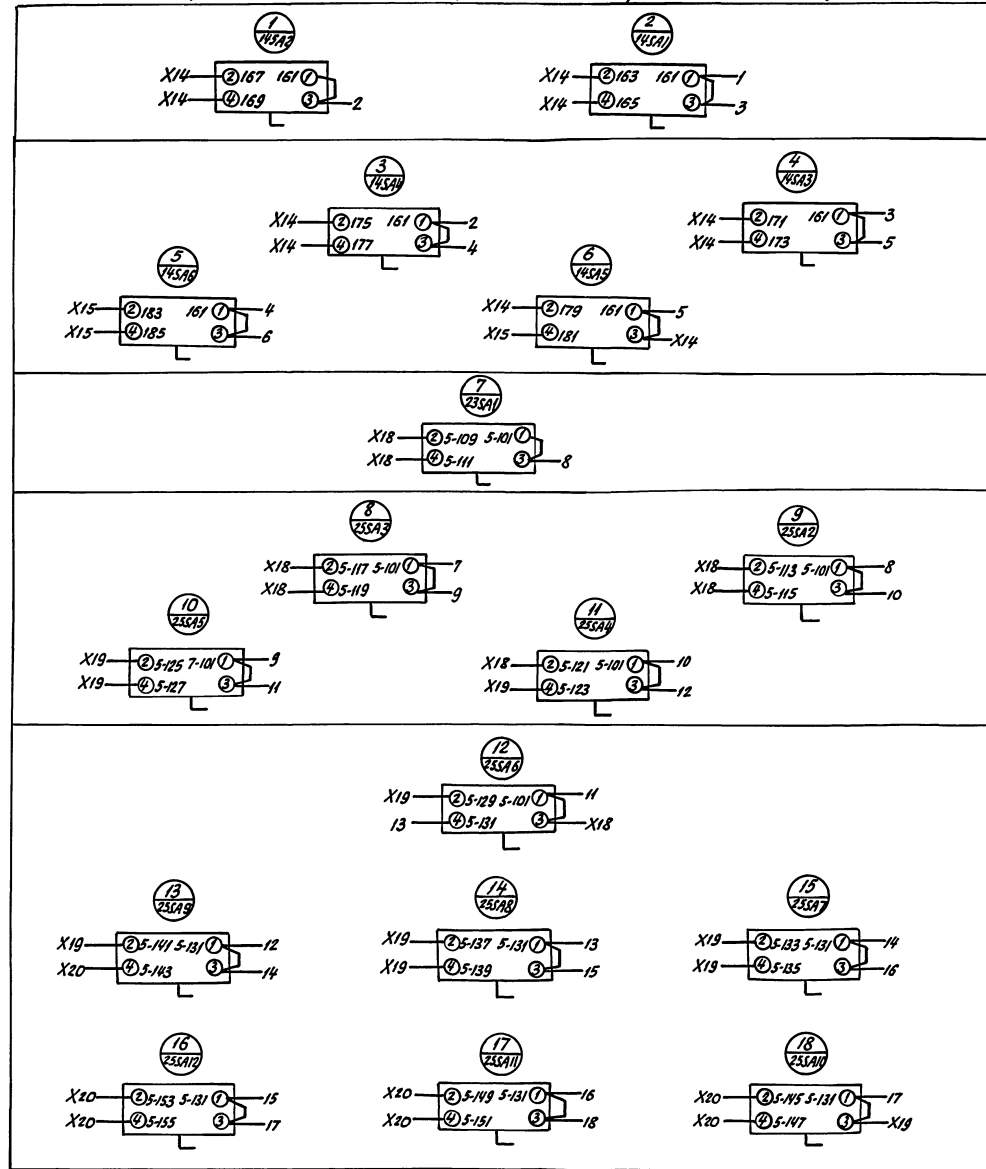 1
14SA2
X14 2 167 161 1
X14 4 169 3 2
2
14SA1
X14 2 163 161 1 1
X14 4 165 3 3
3
14SA4
X14 2 175 161 1 2
X14 4 177 3 4
4
14SA3
X14 2 171 161 1 3
X14 4 173 3 5
5
14SA6
X15 2 183 161 1 4
X15 4 185 3 6
6
14SA5
X14 2 179 161 1 5
X15 4 181 3 X14
7
23SA1
X18 2 5-109 5-101 1
X18 4 5-111 3 8
8
25SA3
X18 2 5-117 5-101 1 7
X18 4 5-119 3 9
9
25SA2
X18 2 5-113 5-101 1 8
X18 4 5-115 3 10
10
25SA5
X19 2 5-125 7-101 1 9
X19 4 5-127 3 11
11
25SA4
X18 2 5-121 5-101 1 10
X19 4 5-123 3 12
12
25SA6
X19 2 5-129 5-101 1 11
13 4 5-131 3 X18
13
25SA9
X19 2 5-141 5-131 1 12
X20 4 5-143 3 14
14
25SA8
X19 2 5-137 5-131 1 13
X19 4 5-139 3 15
15
25SA7
X19 2 5-133 5-131 1 14
X19 4 5-135 3 16
16
25SA12
X20 2 5-153 5-131 1 15
X20 4 5-155 3 17
17
25SA11
X20 2 5-149 5-131 1 16
X20 4 5-151 3 18
18
25SA10
X20 2 5-145 5-131 1 17
X20 4 5-147 3 X19